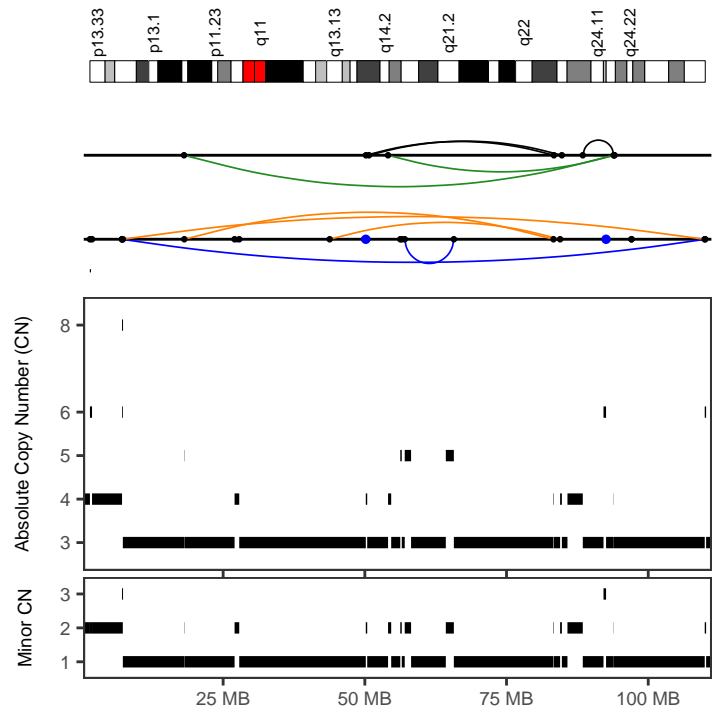 p13.33
p13.1
p11.23
q11
q13.13
q14.2
q21.2
q22
q24.11
q24.22
Absolute Copy Number (CN)
8
6
5
4
3
Minor CN
3
2
1
25 MB 50 MB 75 MB 100 MB